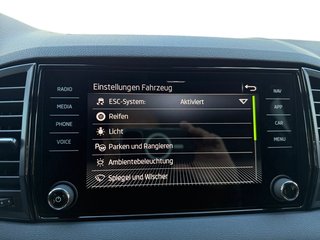 Einstellungen Fahrzeug
RADIO
MEDIA
PHONE
VOICE
ESC-System: Aktiviert
Reifen
Licht
Parken und Rangieren
Ambientebeleuchtung
Spiegel und Wischer
NAV
APP
CAR
MENU